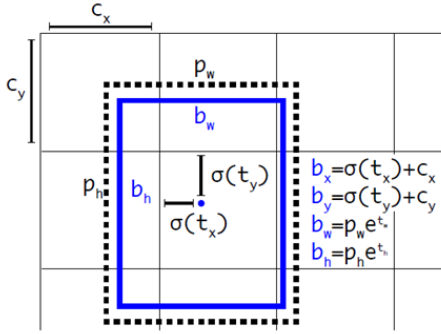 c_x
c_y
p_w
b_w
p_h
b_h
σ(t_y)
σ(t_x)
b_x=σ(t_x)+c_x
b_y=σ(t_y)+c_y
b_w=p_we^{t_w}
b_h=p_he^{t_h}